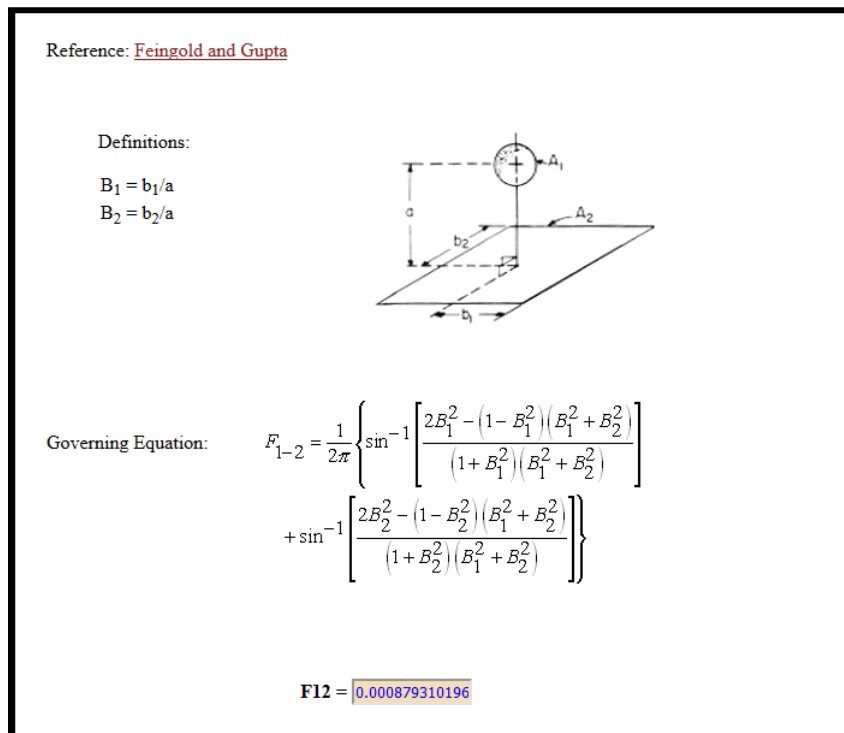 Reference: Feingold and Gupta
Definitions:
B₁ = b₁/a
B₂ = b₂/a
A₁
a
A₂
b₂
b₁
Governing Equation: F₁₋₂ = 1/2π {sin⁻¹ [2B₁² − (1 − B₁²)(B₁² + B₂²) / (1 + B₁²)(B₁² + B₂²)]
+ sin⁻¹ [2B₂² − (1 − B₂²)(B₁² + B₂²) / (1 + B₂²)(B₁² + B₂²)]}
F12 = 0.000879310196